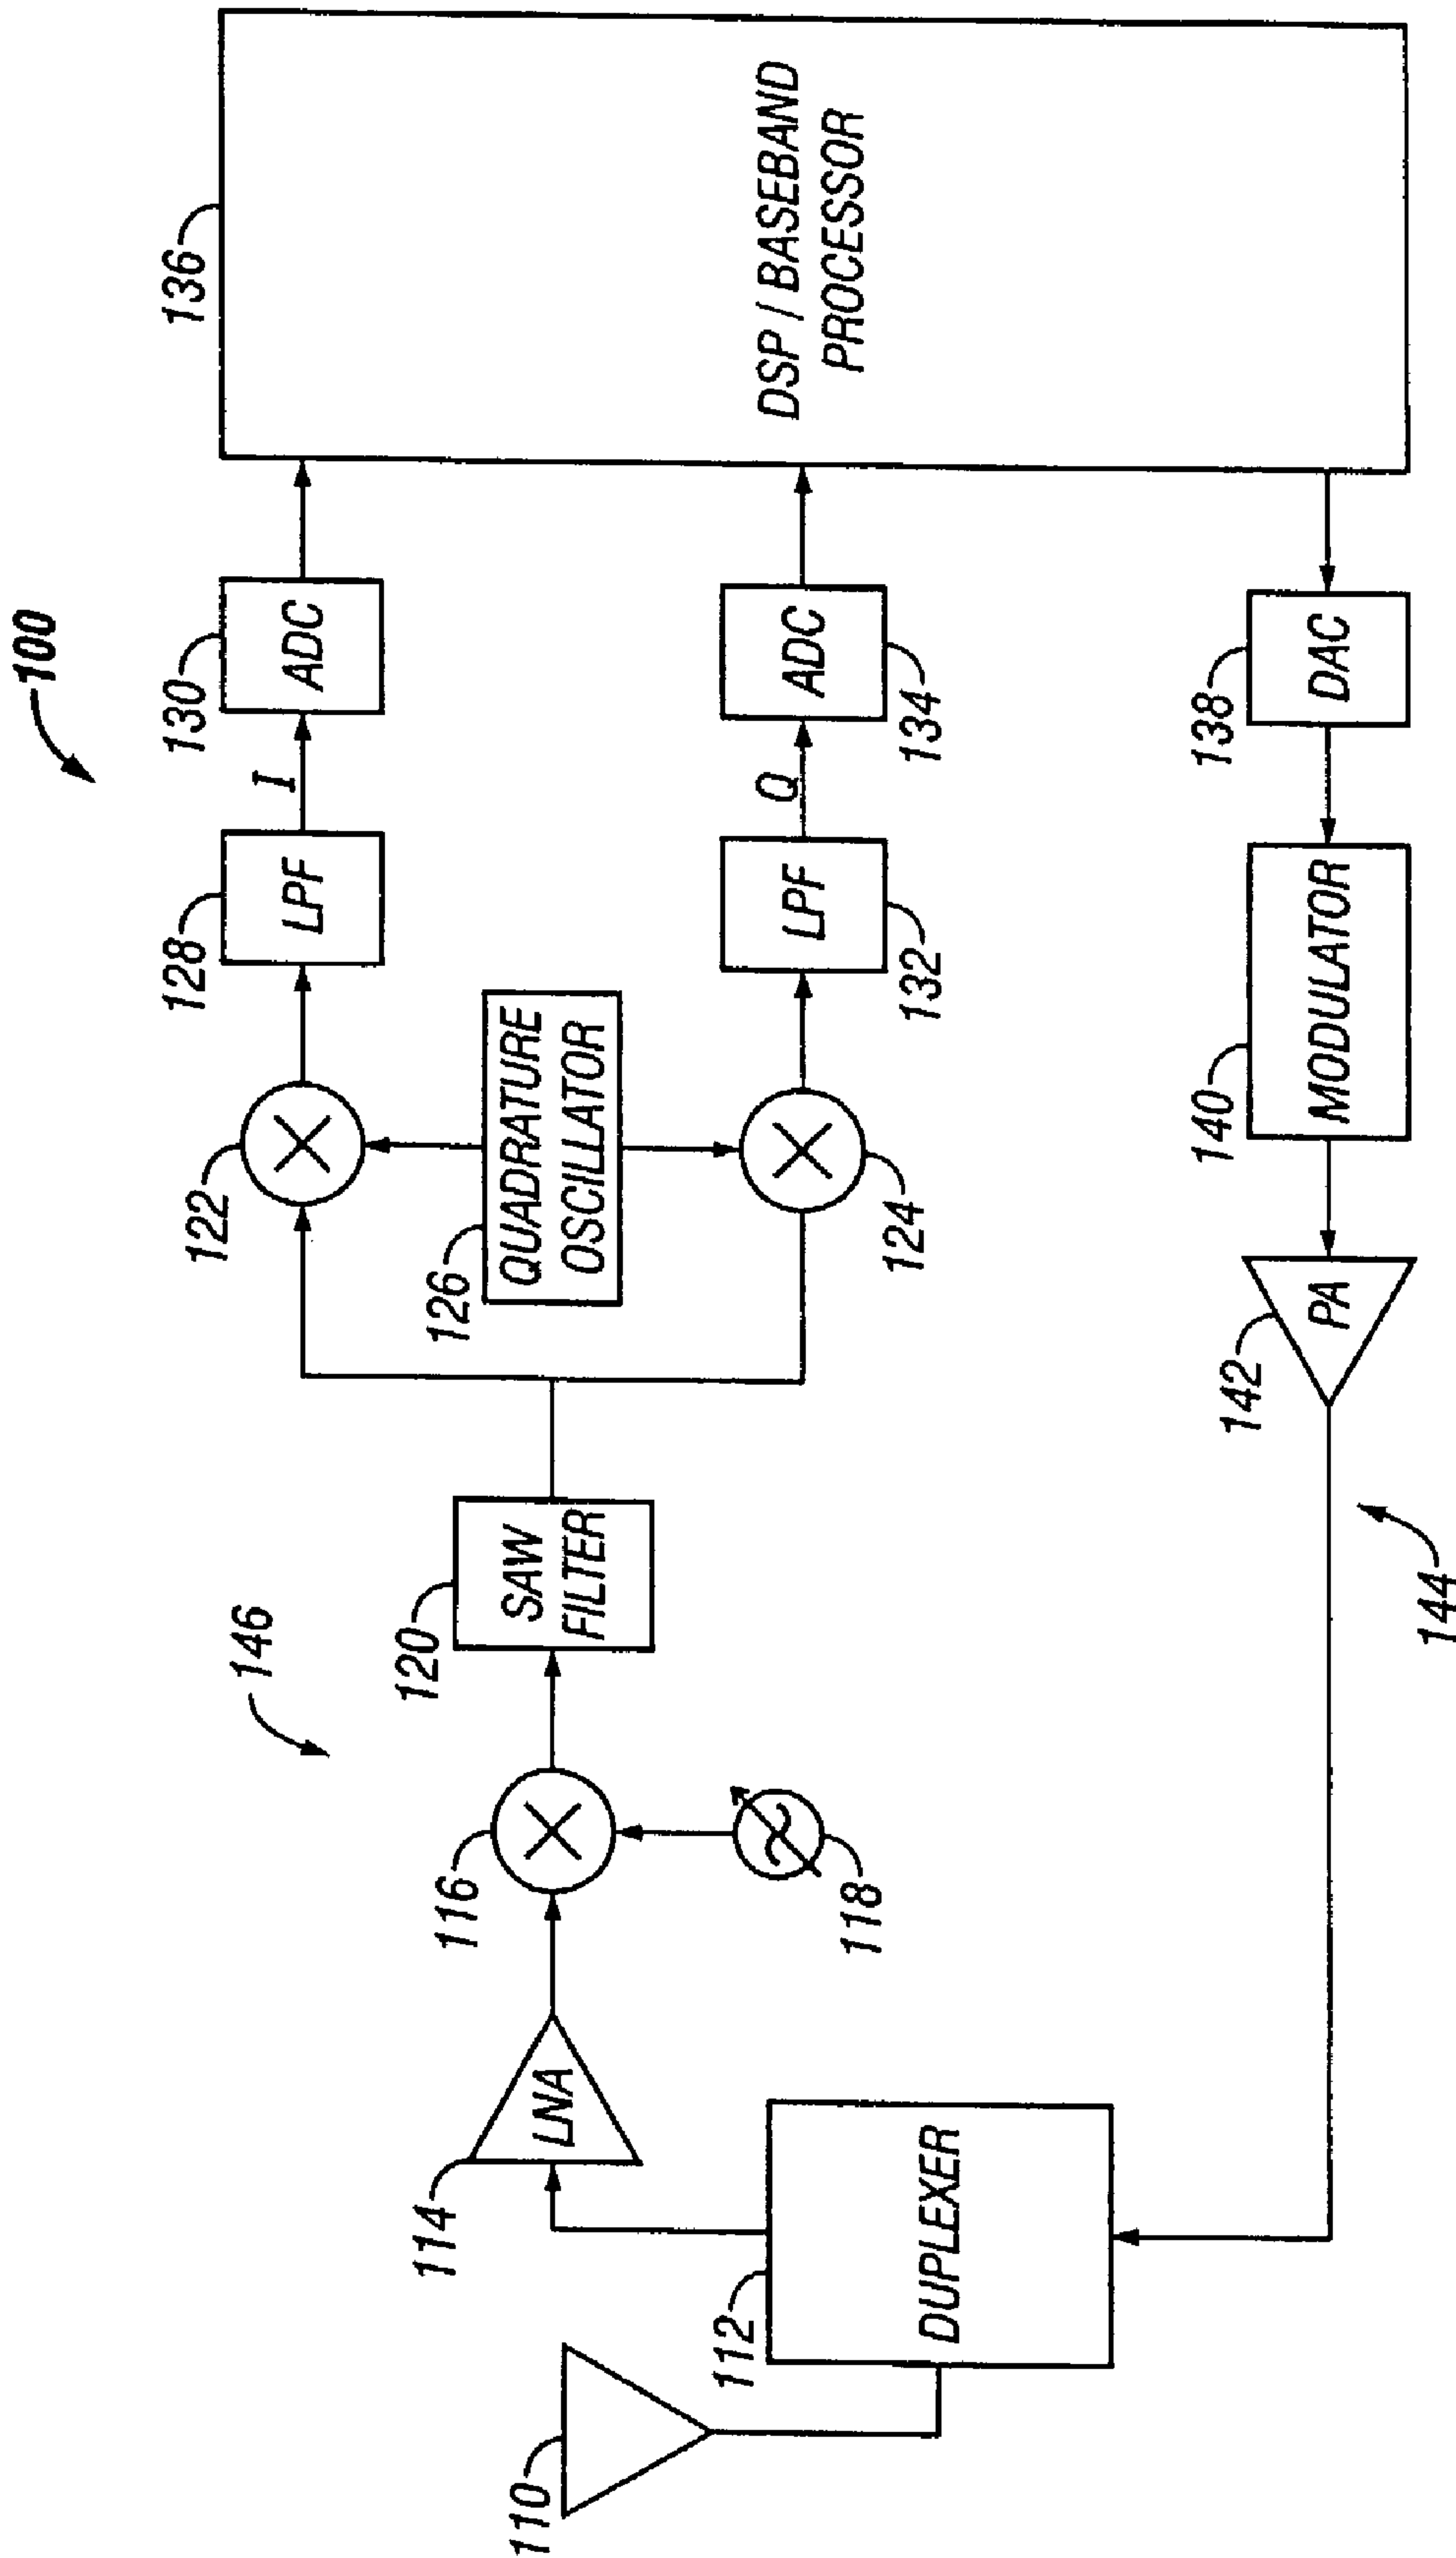 100
146
144
110
112
DUPLEXER
114
LNA
116
118
120
SAW
FILTER
122
124
126
QUADRATURE
OSCILLATOR
128
LPF
I
130
ADC
132
LPF
Q
134
ADC
136
DSP / BASEBAND
PROCESSOR
138
DAC
140
MODULATOR
142
PA